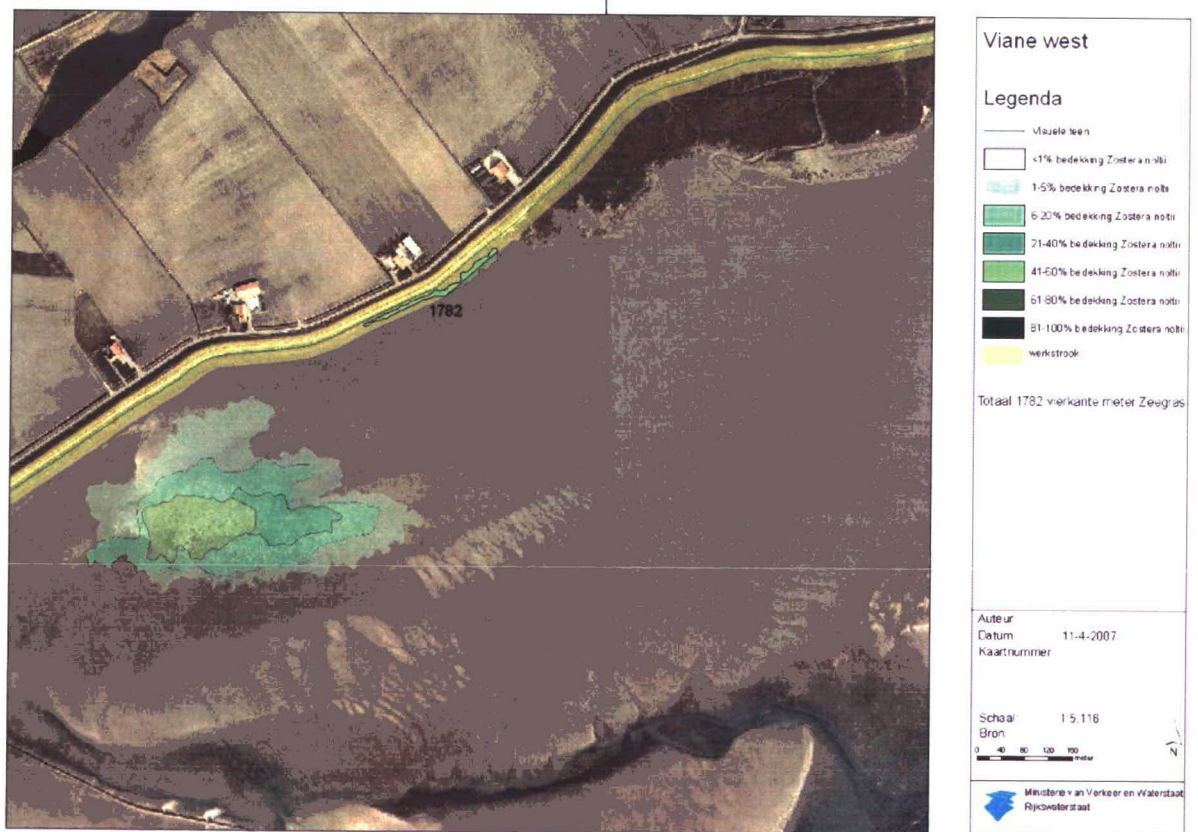 Viane west
Legenda
Visuele teen
<1% bedekking Zostera noltii
1-5% bedekking Zostera noltii
6-20% bedekking Zostera noltii
21-40% bedekking Zostera noltii
41-60% bedekking Zostera noltii
61-80% bedekking Zostera noltii
81-100% bedekking Zostera noltii
werkstrook
Totaal 1782 vierkante meter Zeegras
1782
Auteur
Datum 11-4-2007
Kaartnummer
Schaal 1:5.116
Bron
0 40 80 120 160
meter
N
Ministerie van Verkeer en Waterstaat
Rijkswaterstaat